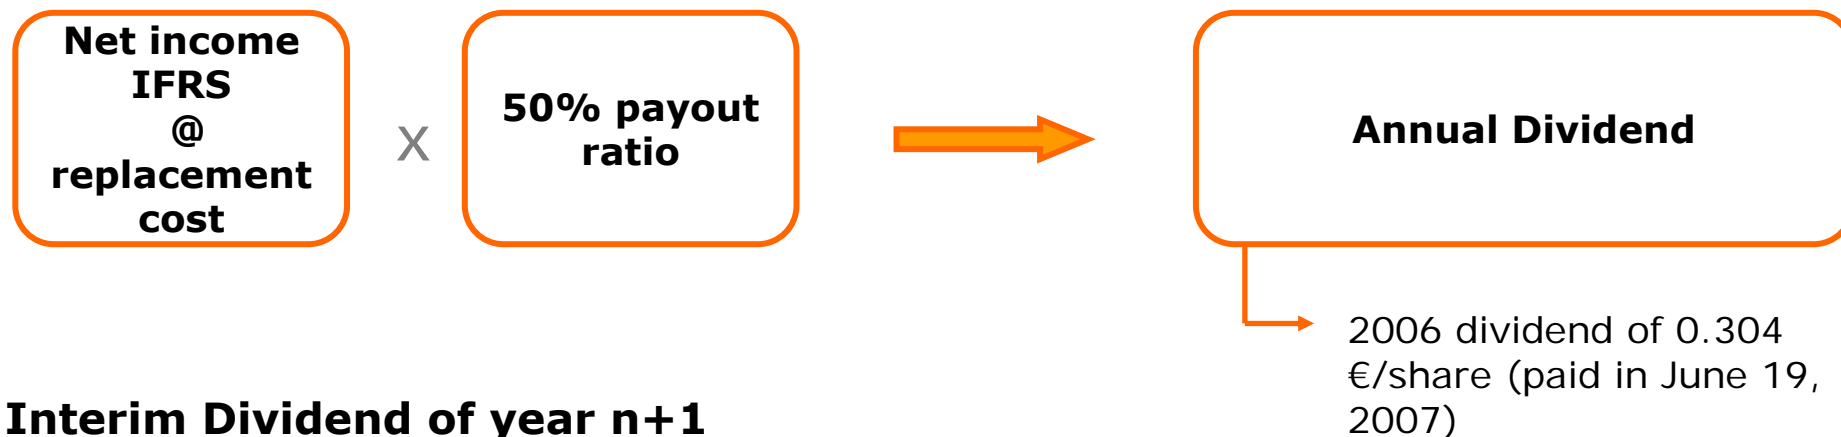 Net income
IFRS
@
replacement
cost
x
50% payout
ratio
Annual Dividend
2006 dividend of 0.304
€/share (paid in June 19,
2007)
Interim Dividend of year n+1